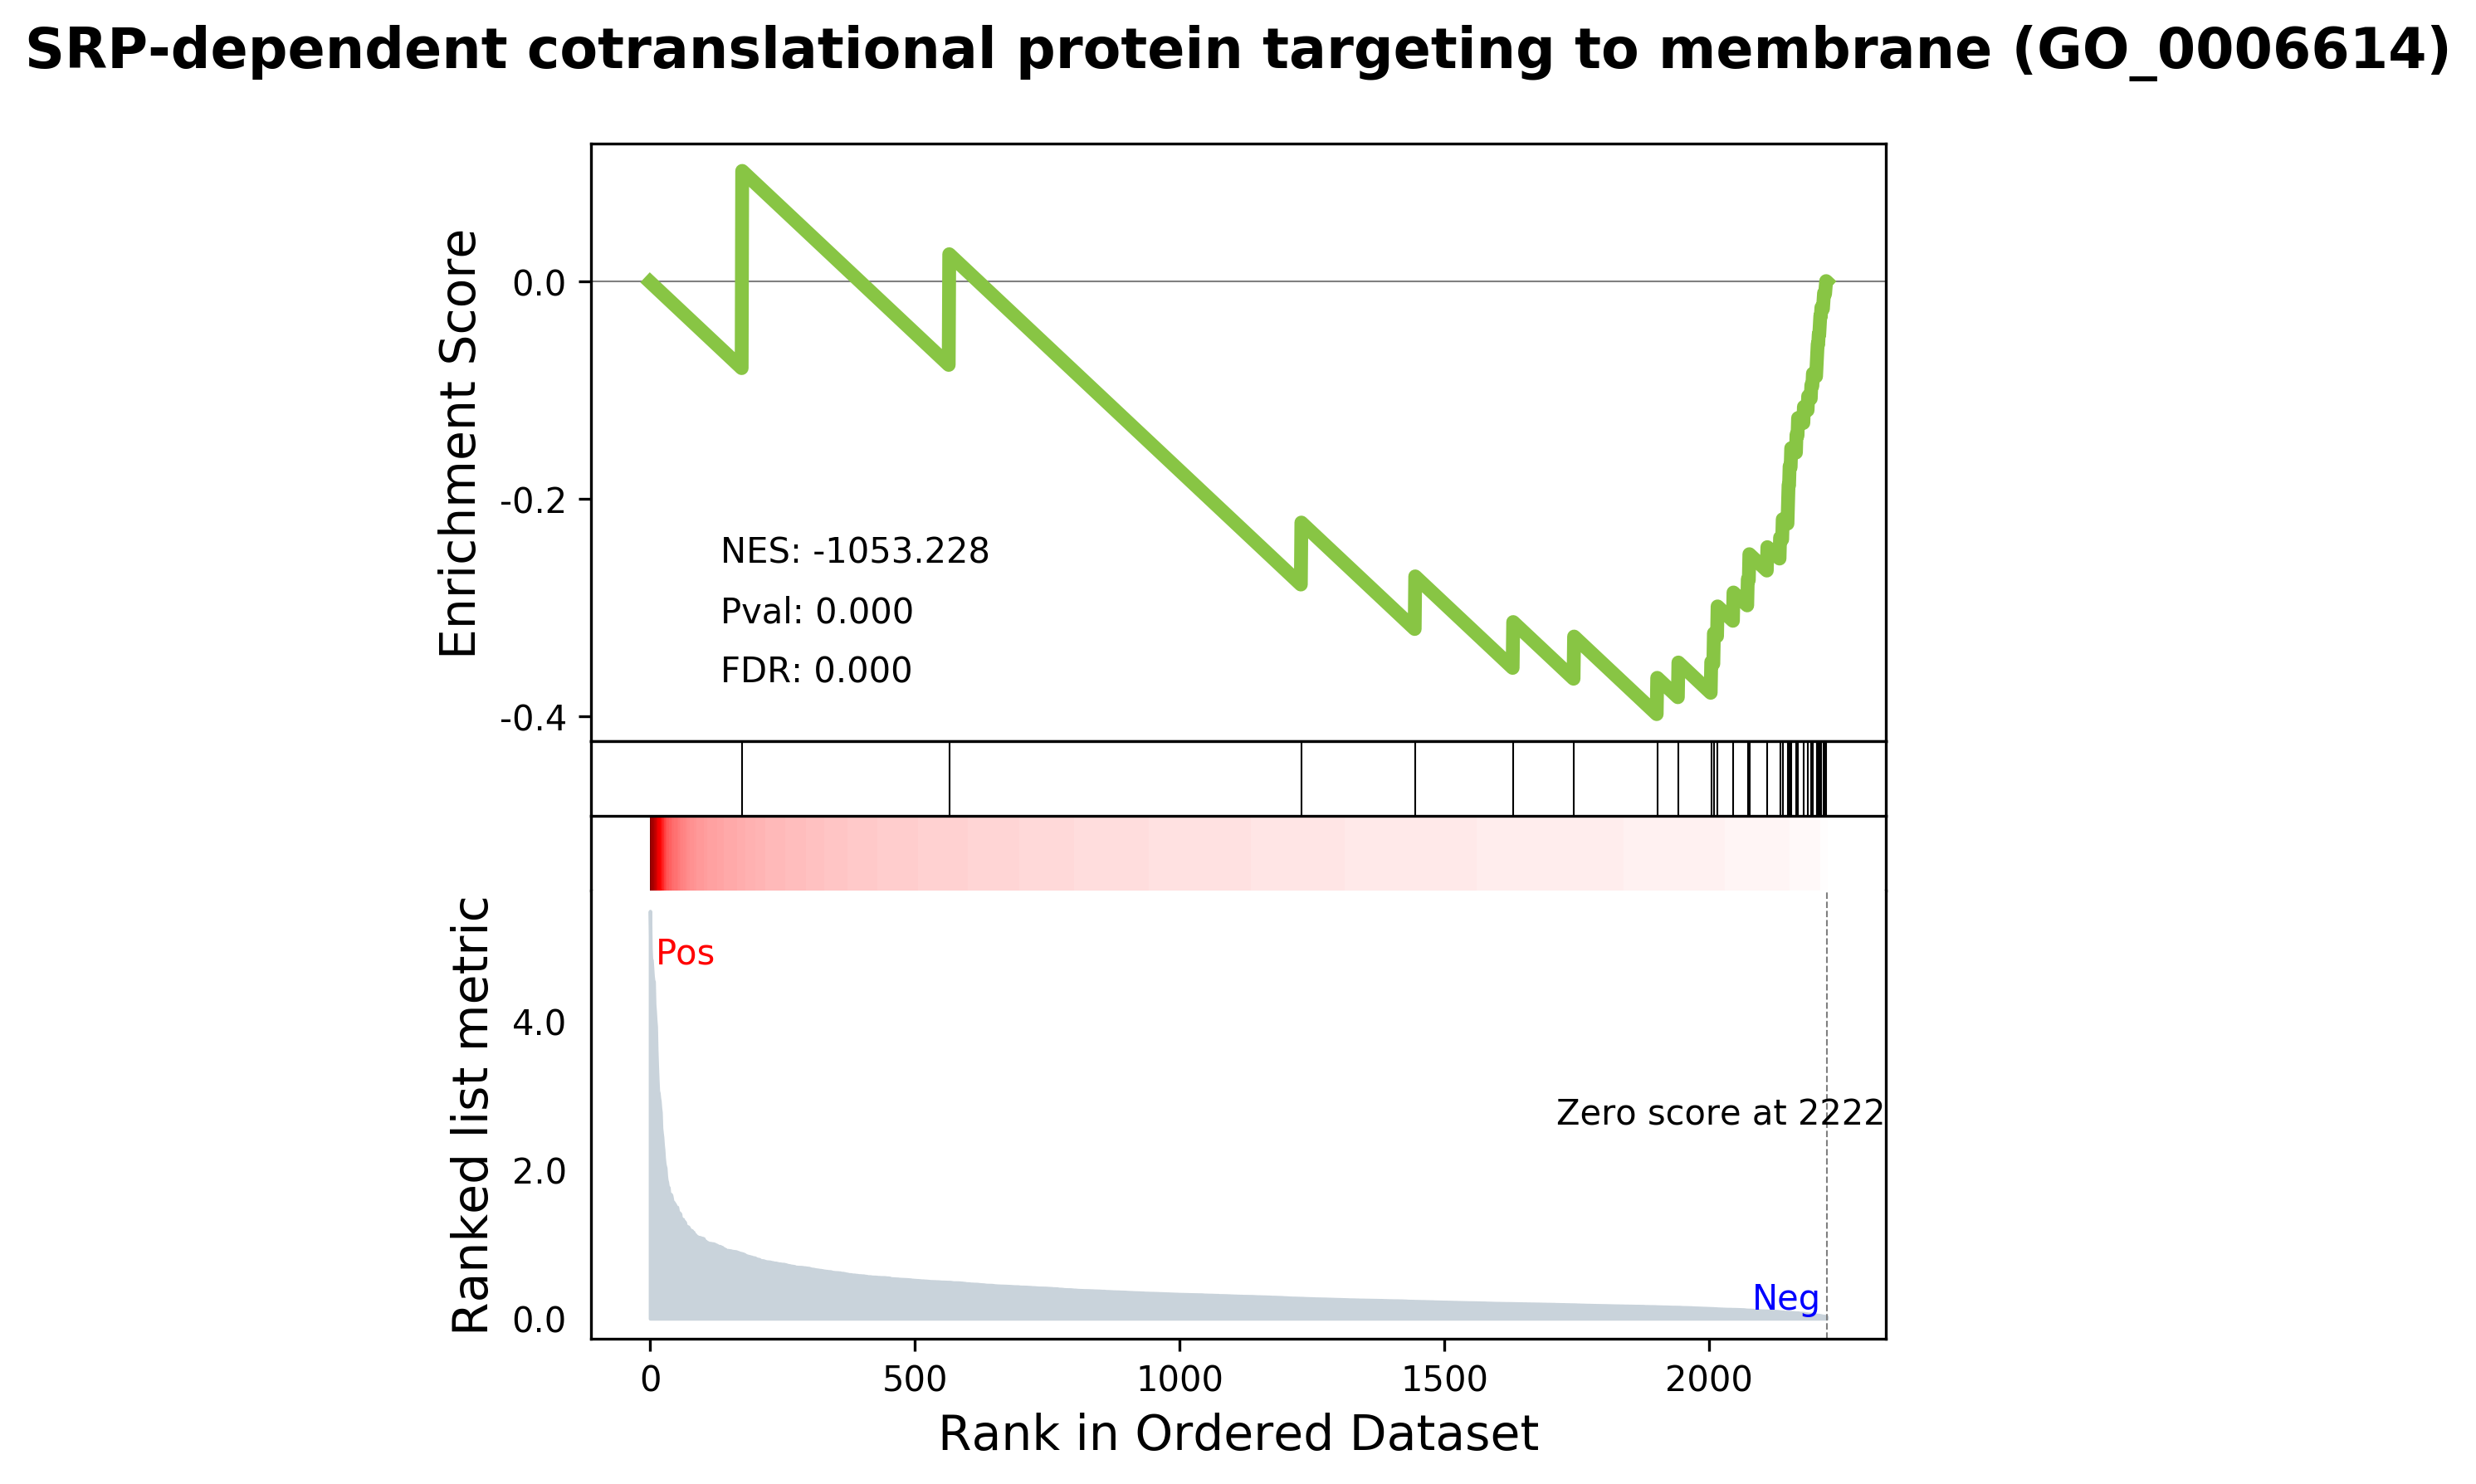 SRP-dependent cotranslational protein targeting to membrane (GO_0006614)
Enrichment Score
0.0
-0.2
-0.4
NES: -1053.228
Pval: 0.000
FDR: 0.000
Ranked list metric
Pos
4.0
2.0
0.0
Zero score at 2222
Neg
0 500 1000 1500 2000
Rank in Ordered Dataset